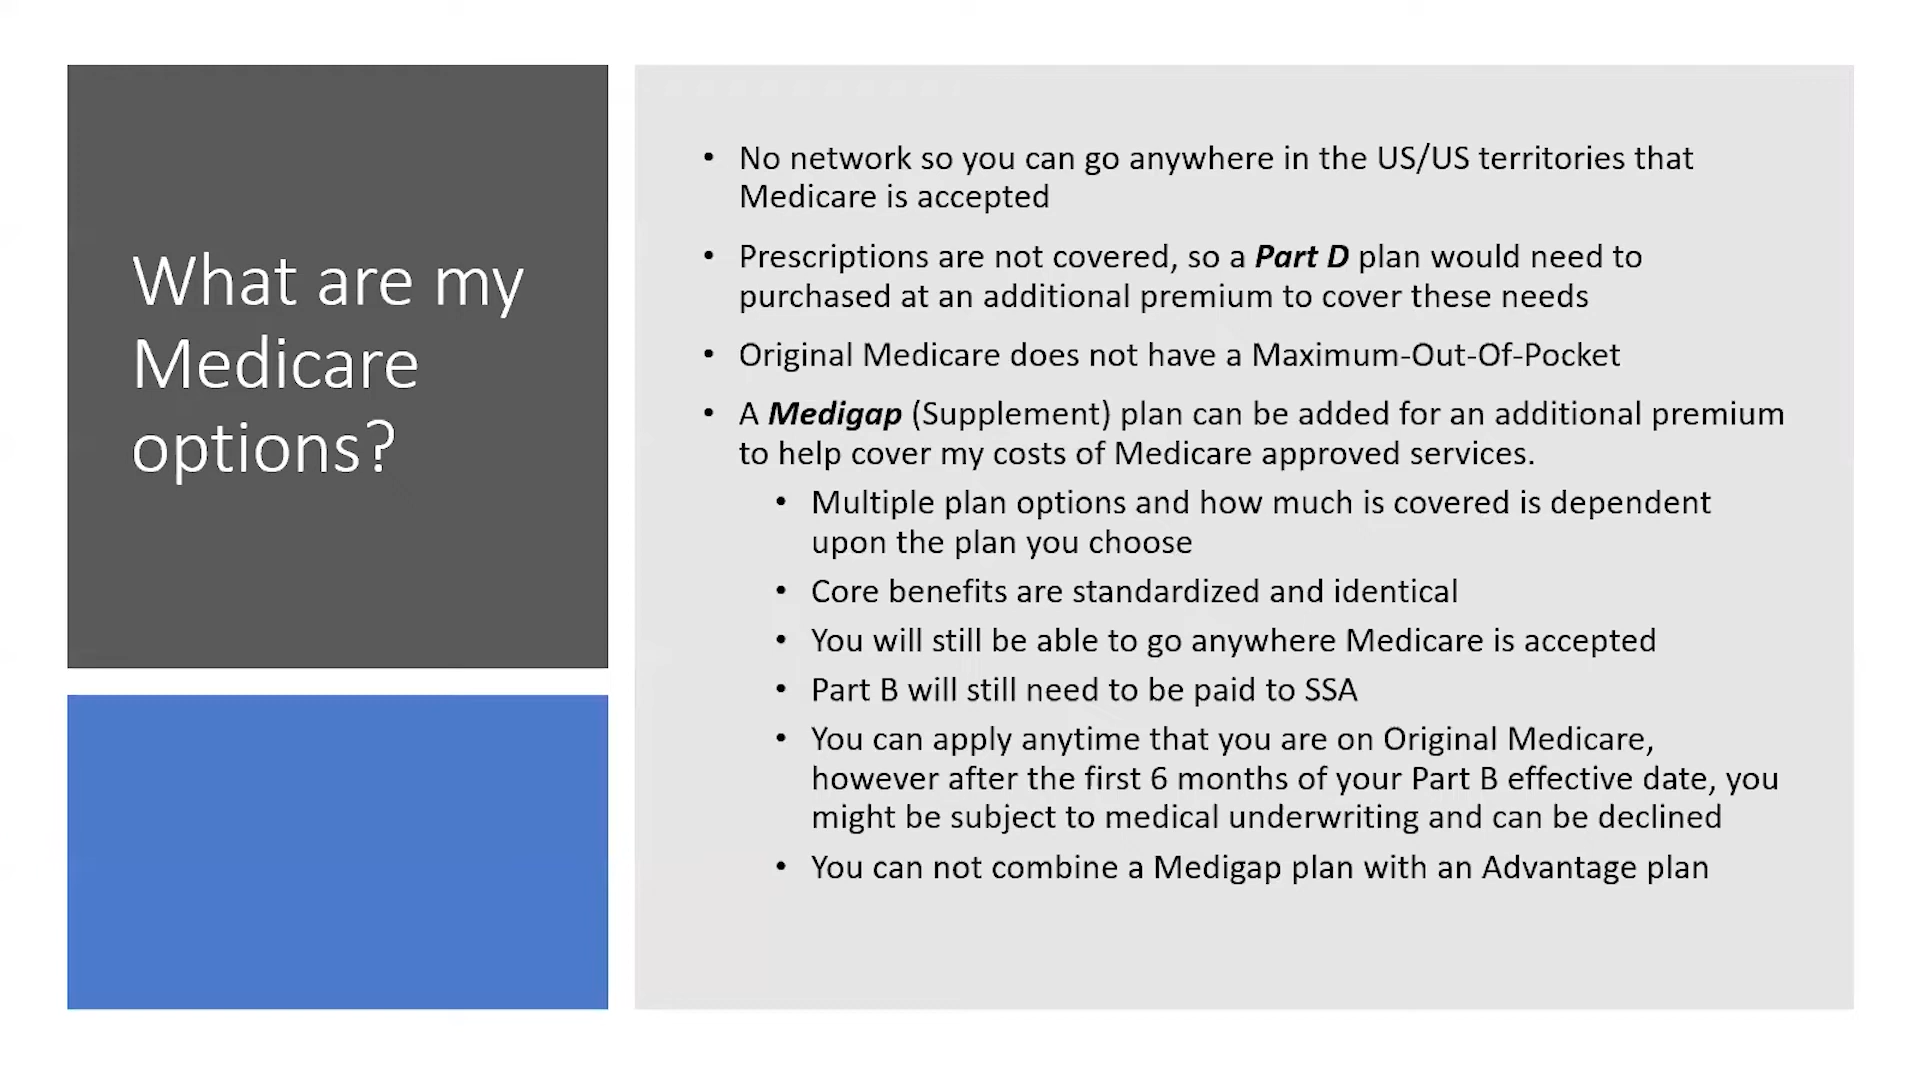 What are my
Medicare
options?
• No network so you can go anywhere in the US/US territories that
Medicare is accepted
• Prescriptions are not covered, so a Part D plan would need to
purchased at an additional premium to cover these needs
• Original Medicare does not have a Maximum-Out-Of-Pocket
• A Medigap (Supplement) plan can be added for an additional premium
to help cover my costs of Medicare approved services.
• Multiple plan options and how much is covered is dependent
upon the plan you choose
• Core benefits are standardized and identical
• You will still be able to go anywhere Medicare is accepted
• Part B will still need to be paid to SSA
• You can apply anytime that you are on Original Medicare,
however after the first 6 months of your Part B effective date, you
might be subject to medical underwriting and can be declined
• You can not combine a Medigap plan with an Advantage plan